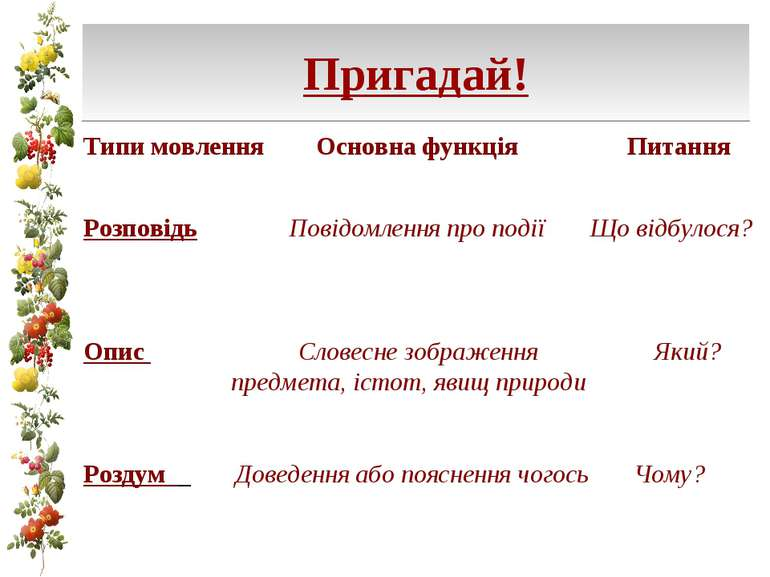 Пригадай!
Типи мовлення Основна функція Питання
Розповідь Повідомлення про події Що відбулося?
Опис Словесне зображення Який?
предмета, істот, явищ природи
Роздум Доведення або пояснення чогось Чому?